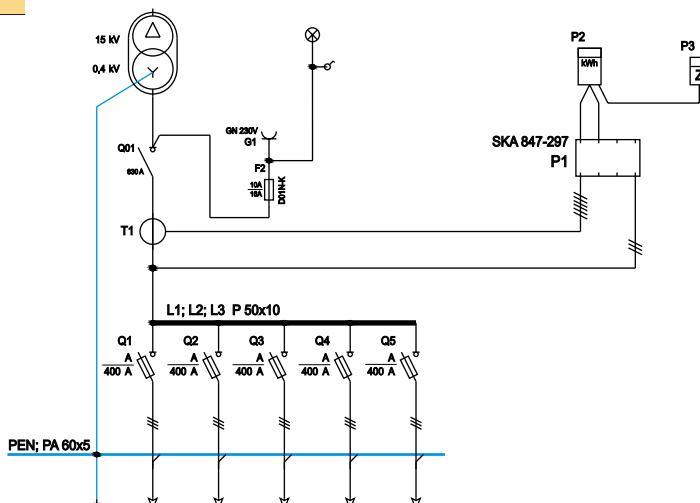 15 kV
0,4 kV
P2
kWh
P3
Z
GN 230V
G1
Q01
630 A
F2
10A
16A
D01N-K
SKA 847-297
P1
T1
L1; L2; L3 P 50x10
Q1
Q2
Q3
Q4
Q5
A
400 A
A
400 A
A
400 A
A
400 A
A
400 A
PEN; PA 60x5